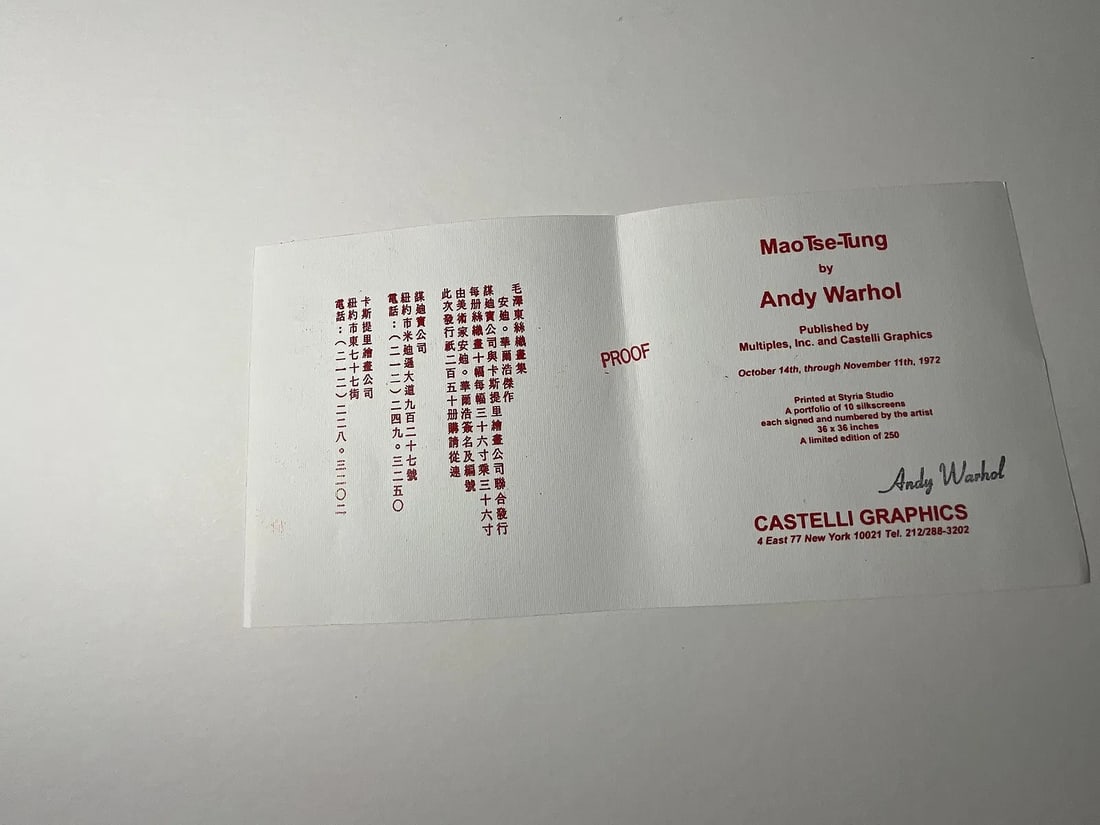 毛澤東絲織畫集
安迪。華爾浩傑作
謀迪寶公司與卡斯提里繪畫公司聯合發行
每册絲織畫十幅每幅三十六寸乘三十六寸
由美術家安迪。華爾浩簽名及編號
此次發行祇二百五十册購請從速
謀迪寶公司
紐約市米迪遜大道九百二十七號
電話：（二一二）二四九。三二五〇
卡斯提里繪畫公司
紐約市東七十七街
電話：（二一二）二二八。三二〇二
PROOF
Mao Tse-Tung
by
Andy Warhol
Published by
Multiples, Inc. and Castelli Graphics
October 14th, through November 11th, 1972
Printed at Styria Studio
A portfolio of 10 silkscreens
each signed and numbered by the artist
36 x 36 inches
A limited edition of 250
Andy Warhol
CASTELLI GRAPHICS
4 East 77 New York 10021 Tel. 212/288-3202